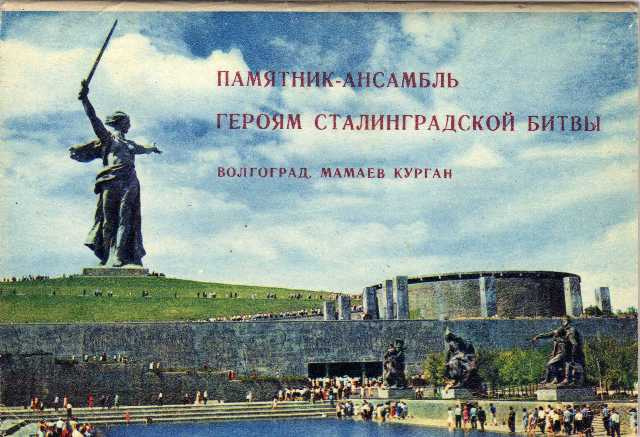 ПАМЯТНИК-АНСАМБЛЬ
ГЕРОЯМ СТАЛИНГРАДСКОЙ БИТВЫ
ВОЛГОГРАД. МАМАЕВ КУРГАН